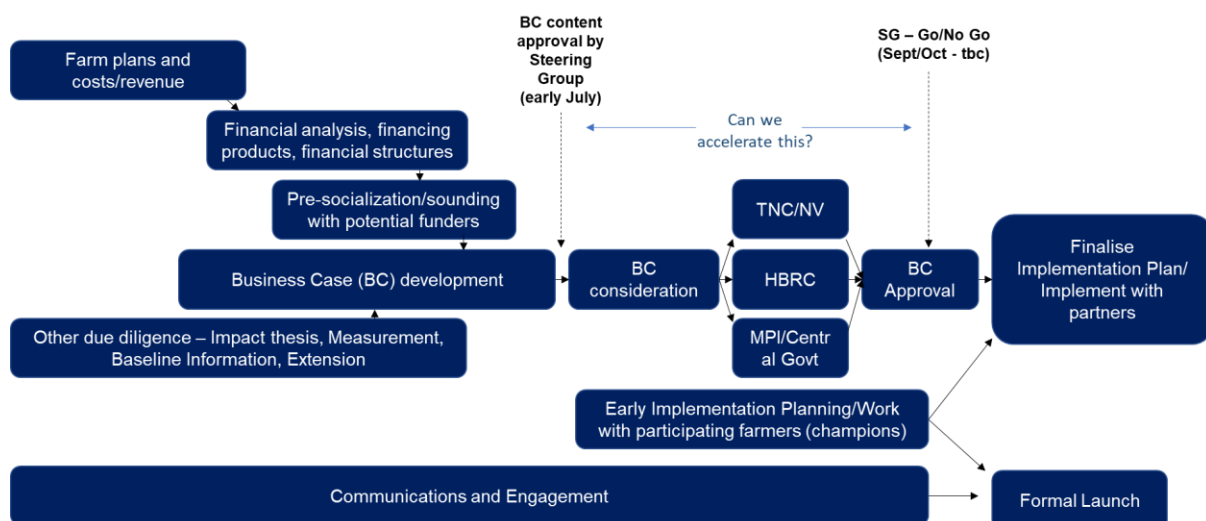 Farm plans and
costs/revenue
BC content
approval by
Steering
Group
(early July)
SG – Go/No Go
(Sept/Oct - tbc)
Can we
accelerate this?
Financial analysis, financing
products, financial structures
Pre-socialization/sounding
with potential funders
Business Case (BC) development
Other due diligence – Impact thesis, Measurement,
Baseline Information, Extension
BC
consideration
TNC/NV
HBRC
MPI/Centr
al Govt
BC
Approval
Finalise
Implementation Plan/
Implement with
partners
Early Implementation Planning/Work
with participating farmers (champions)
Communications and Engagement
Formal Launch